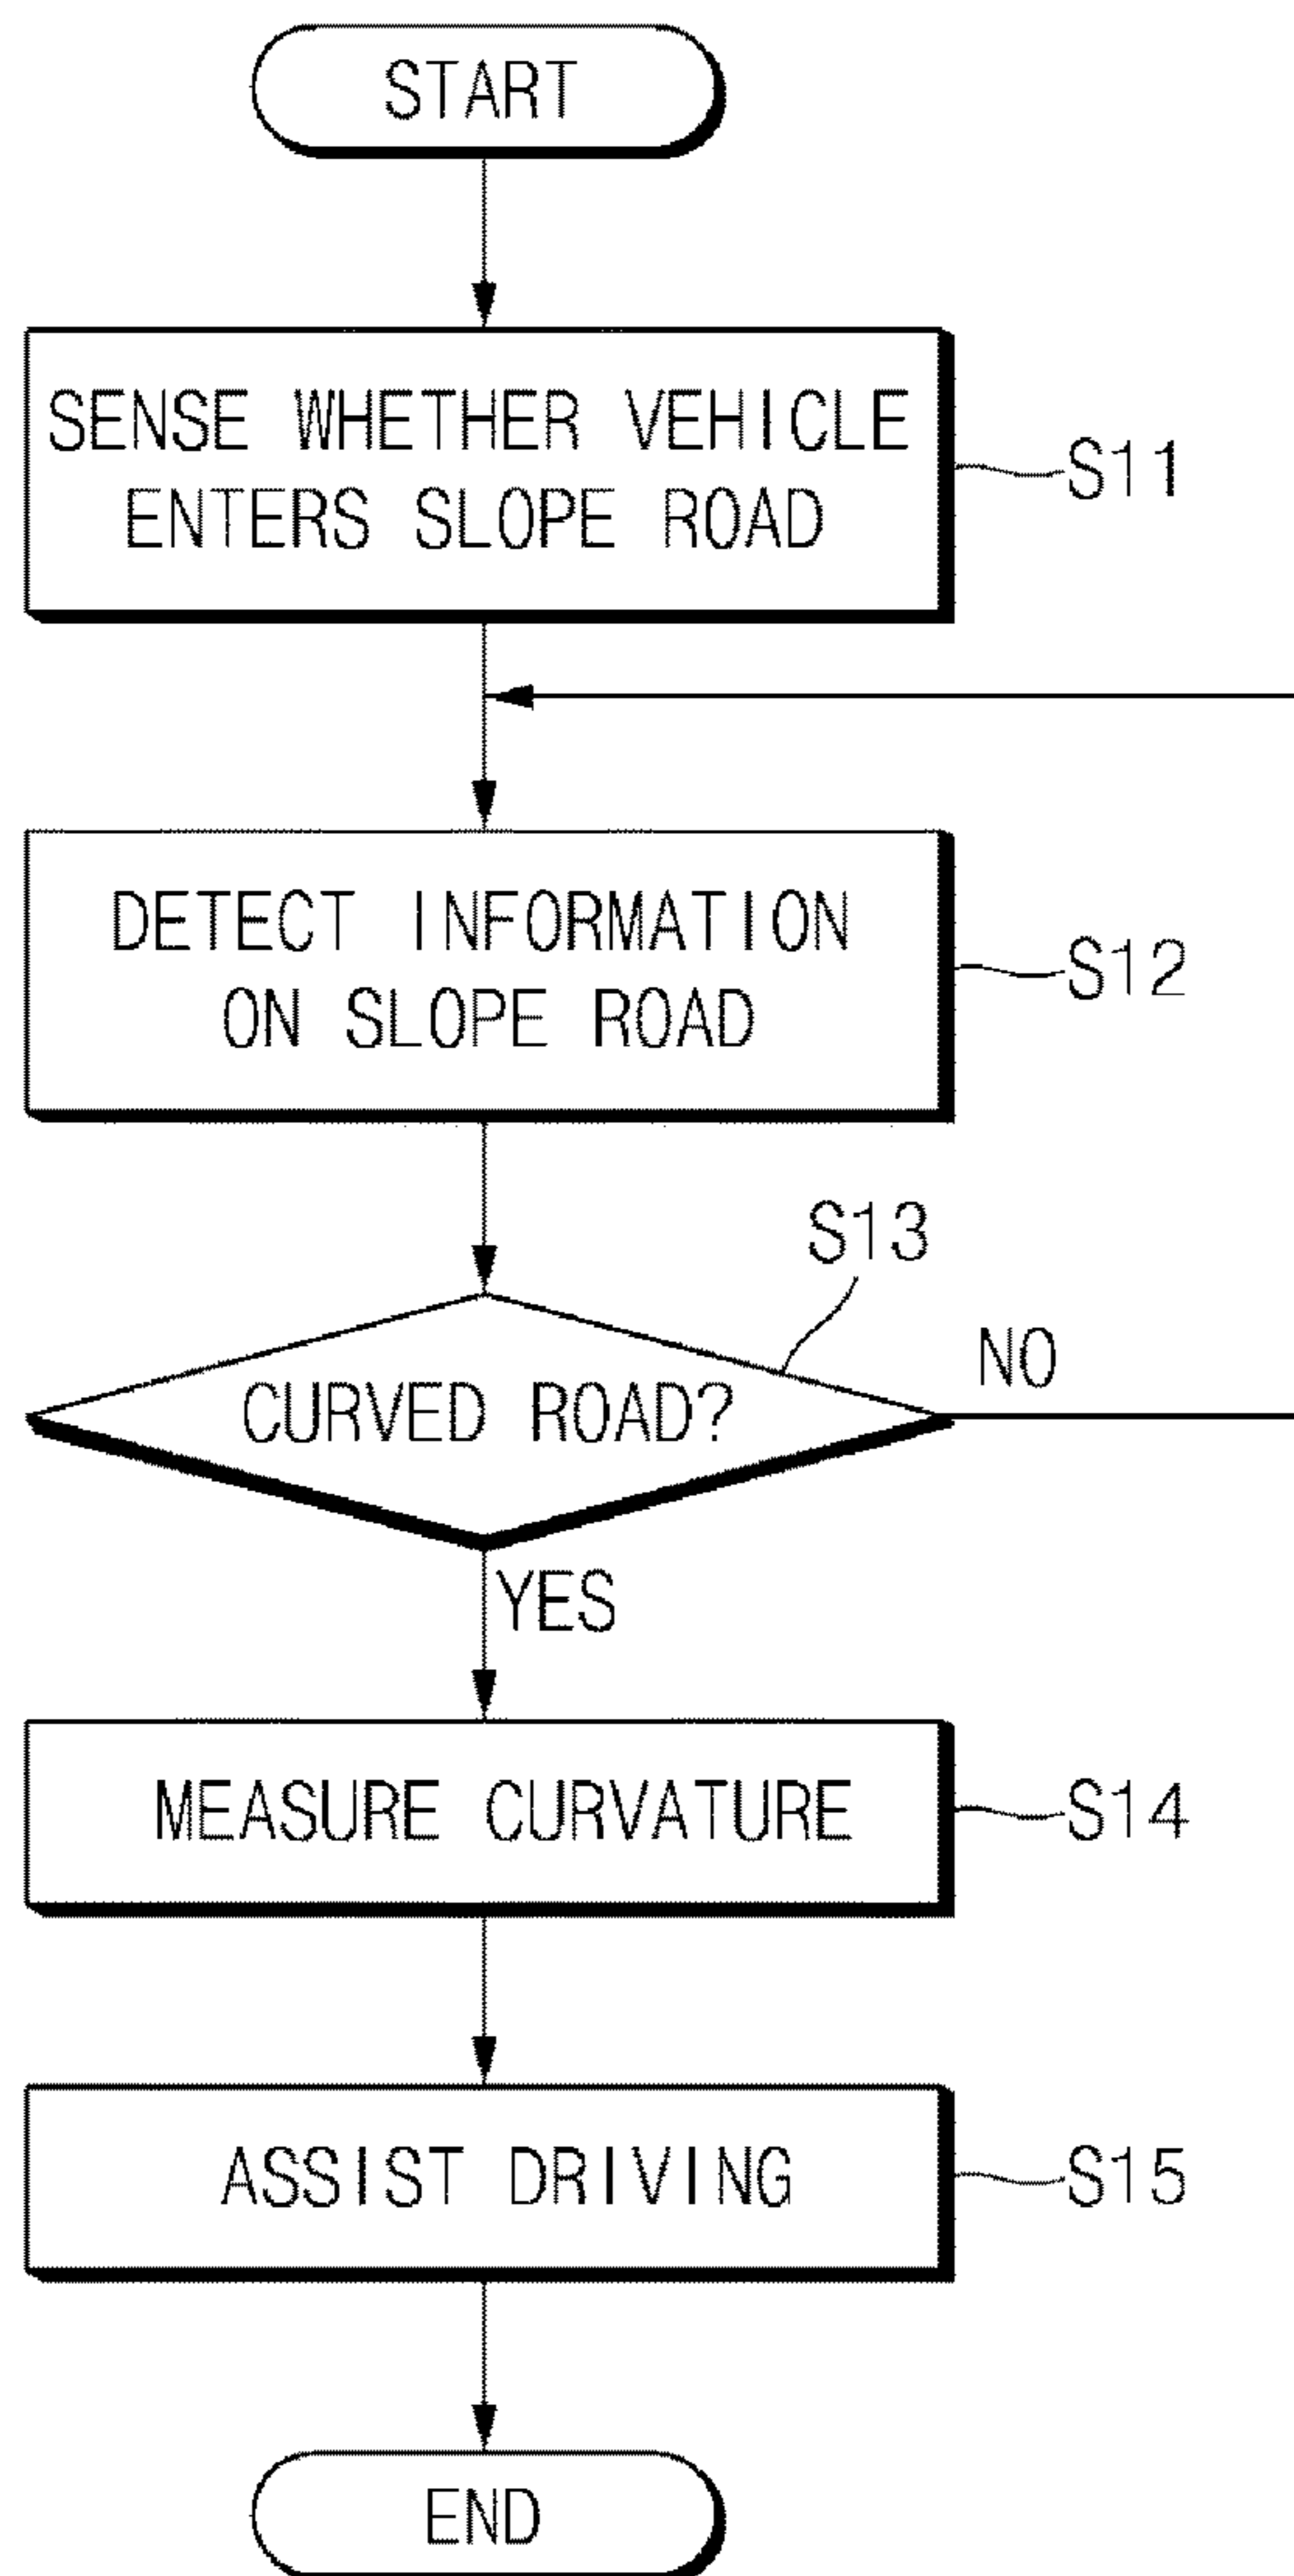 START
SENSE WHETHER VEHICLE
ENTERS SLOPE ROAD
S11
DETECT INFORMATION
ON SLOPE ROAD
S12
S13
CURVED ROAD?
NO
YES
MEASURE CURVATURE
S14
ASSIST DRIVING
S15
END